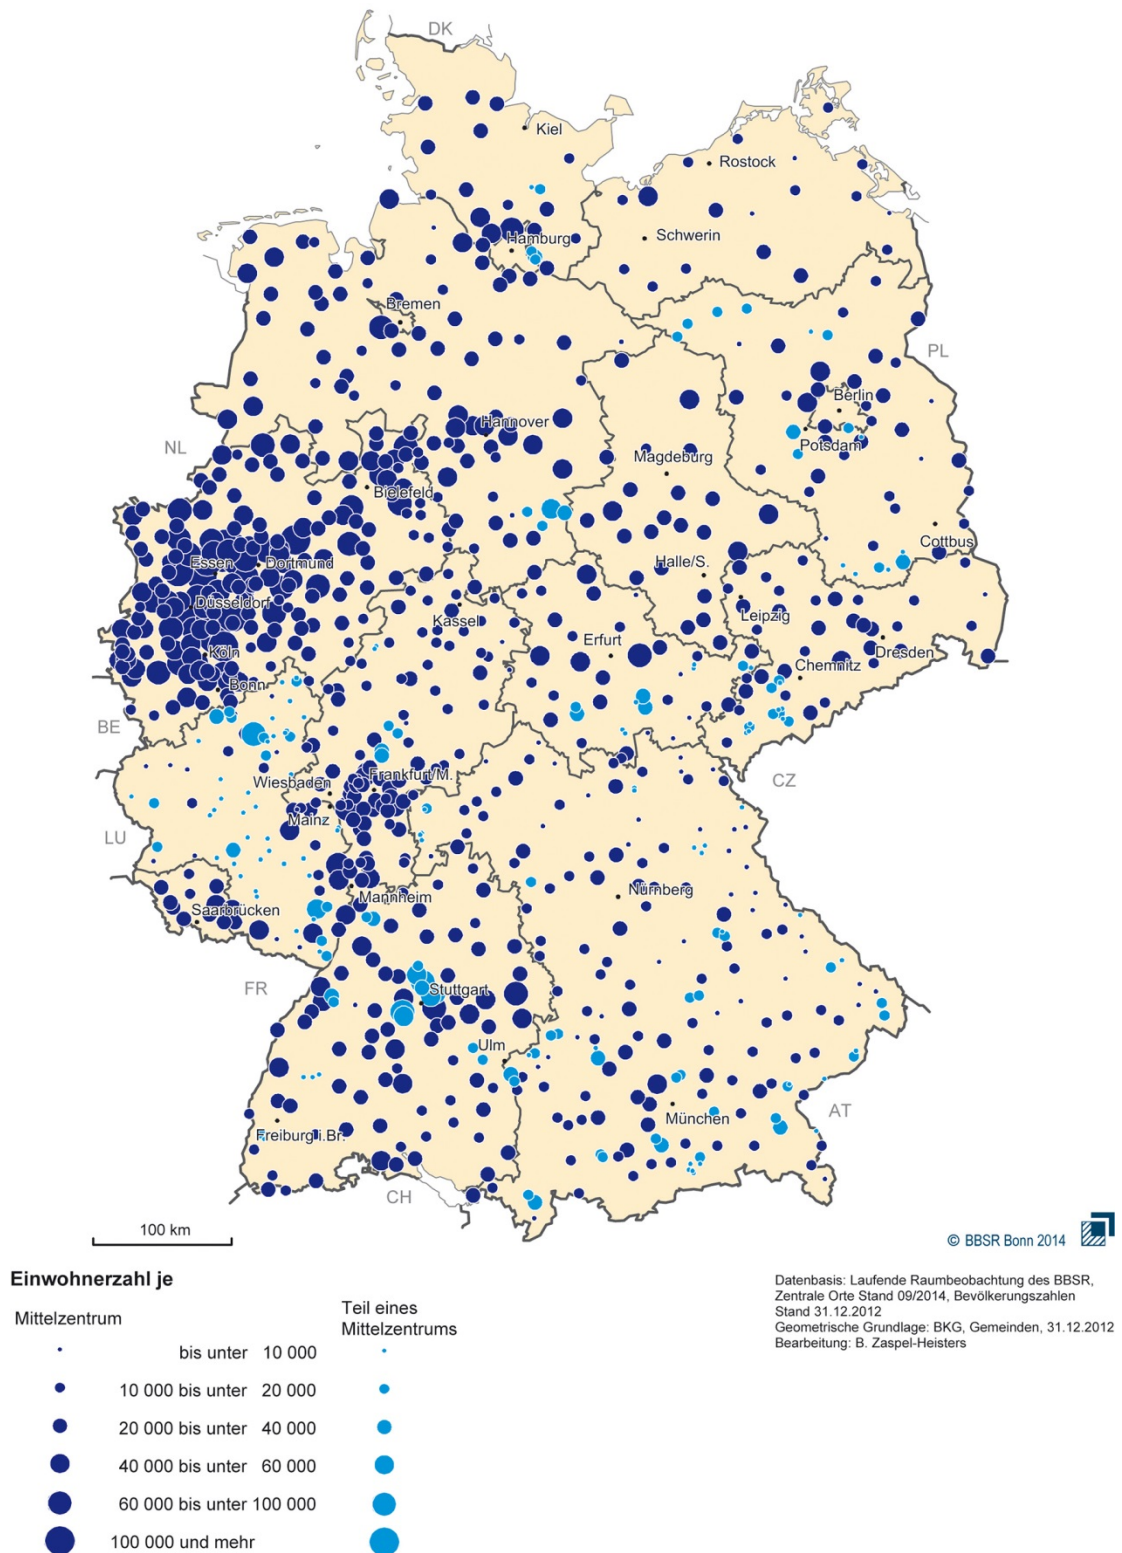 DK
Kiel
Rostock
Hamburg
Schwerin
Bremen
PL
Berlin
Hannover
Potsdam
NL
Magdeburg
Bielefeld
Cottbus
Essen
Dortmund
Halle/S.
Düsseldorf
Leipzig
Kassel
Erfurt
Köln
Dresden
Chemnitz
Bonn
BE
Frankfurt/M.
Wiesbaden
CZ
Mainz
LU
Nürnberg
Mannheim
Saarbrücken
FR
Stuttgart
Ulm
AT
München
Freiburg i.Br.
CH
100 km
© BBSR Bonn 2014
Einwohnerzahl je
Mittelzentrum
Teil eines
Mittelzentrums
bis unter 10 000
10 000 bis unter 20 000
20 000 bis unter 40 000
40 000 bis unter 60 000
60 000 bis unter 100 000
100 000 und mehr
Datenbasis: Laufende Raumbeobachtung des BBSR,
Zentrale Orte Stand 09/2014, Bevölkerungszahlen
Stand 31.12.2012
Geometrische Grundlage: BKG, Gemeinden, 31.12.2012
Bearbeitung: B. Zaspel-Heisters